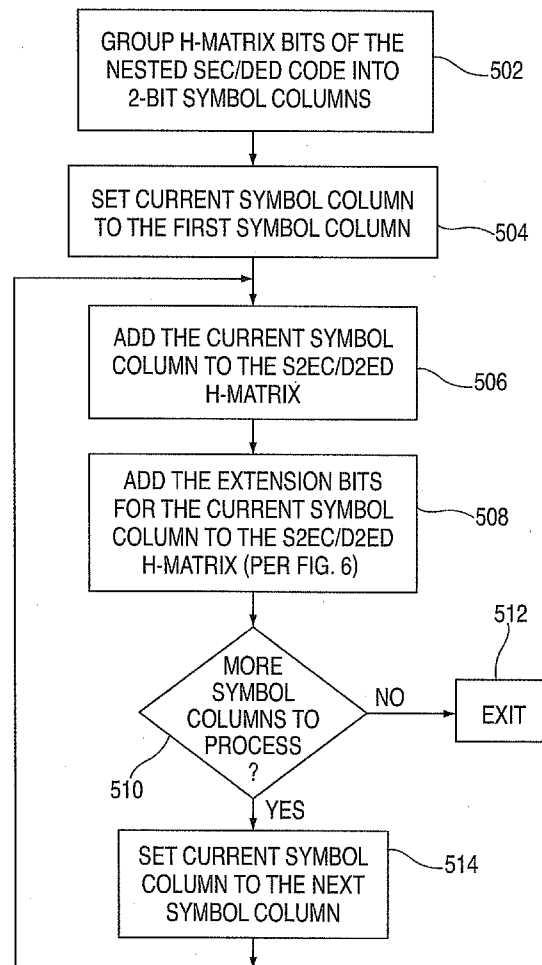 GROUP H-MATRIX BITS OF THE
NESTED SEC/DED CODE INTO
2-BIT SYMBOL COLUMNS
502
SET CURRENT SYMBOL COLUMN
TO THE FIRST SYMBOL COLUMN
504
ADD THE CURRENT SYMBOL
COLUMN TO THE S2EC/D2ED
H-MATRIX
506
ADD THE EXTENSION BITS
FOR THE CURRENT SYMBOL
COLUMN TO THE S2EC/D2ED
H-MATRIX (PER FIG. 6)
508
MORE
SYMBOL
COLUMNS TO
PROCESS
?
510
NO
512
EXIT
YES
SET CURRENT SYMBOL
COLUMN TO THE NEXT
SYMBOL COLUMN
514